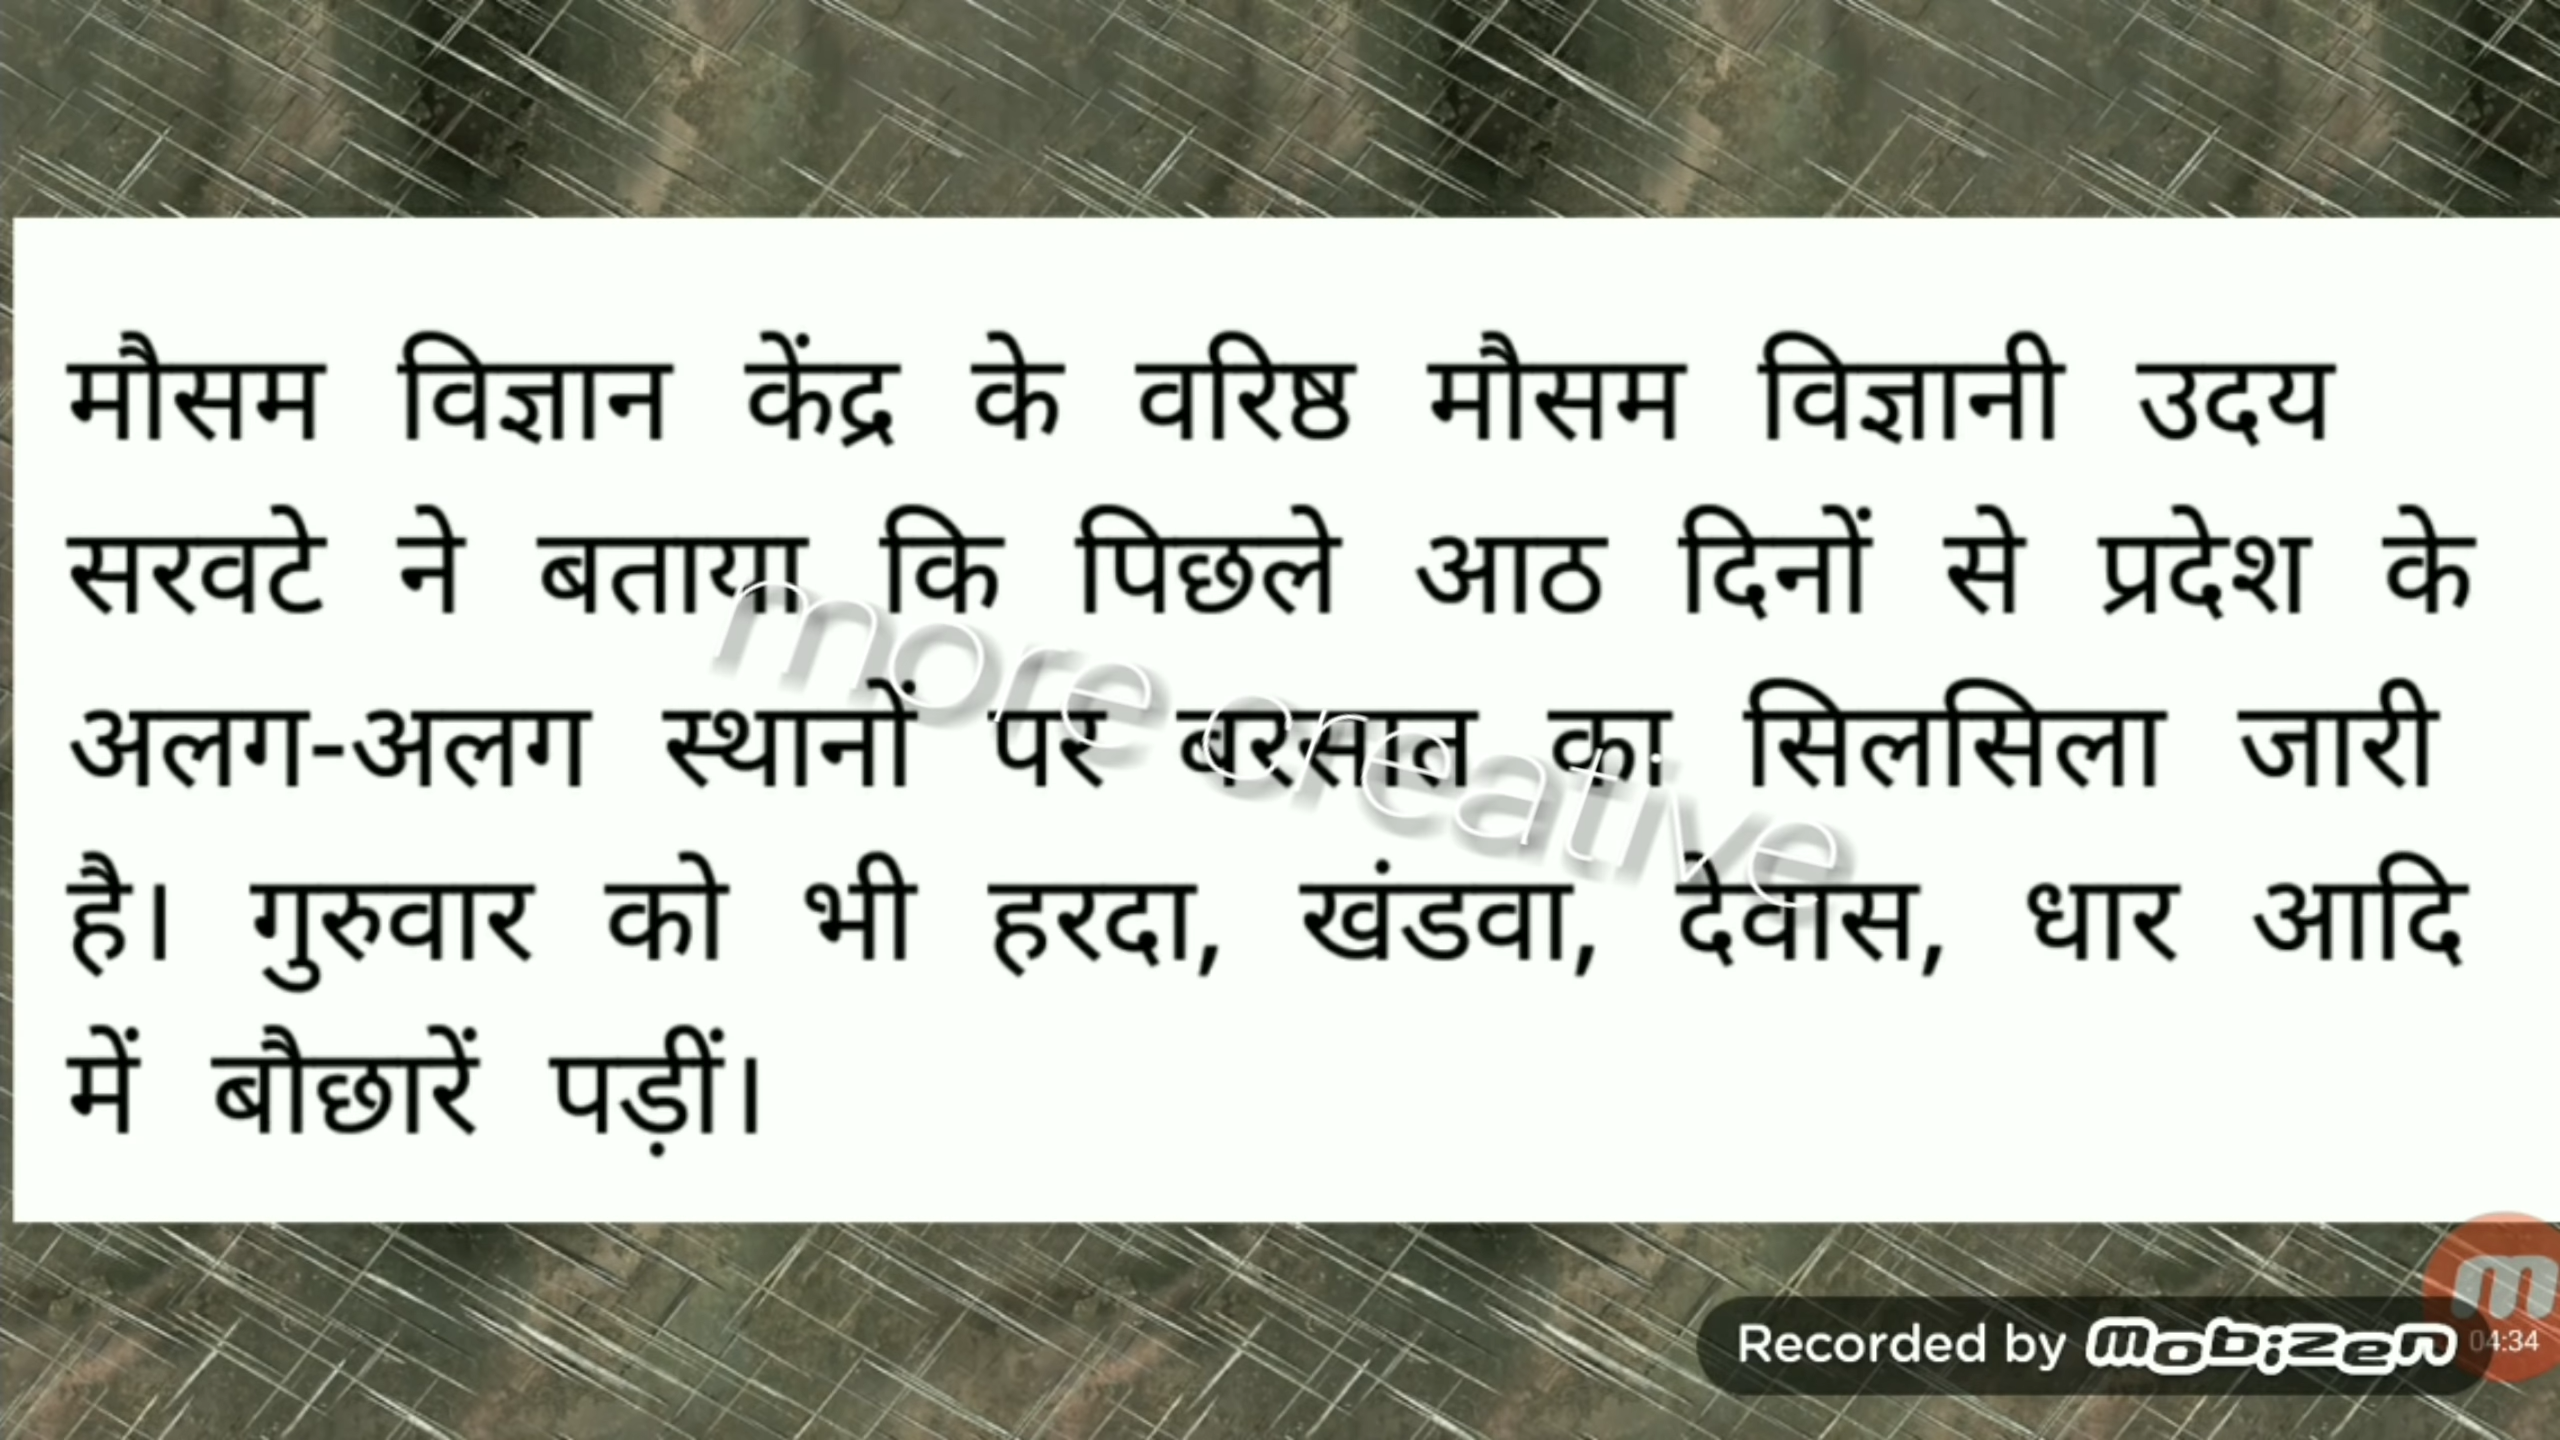 मौसम विज्ञान केंद्र के वरिष्ठ मौसम विज्ञानी उदय
सरवटे ने बताया कि पिछले आठ दिनों से प्रदेश के
अलग-अलग स्थानों पर बरसात का सिलसिला जारी
है। गुरुवार को भी हरदा, खंडवा, देवास, धार आदि
में बौछारें पड़ीं।
more creative
Recorded by mobizen
04:34